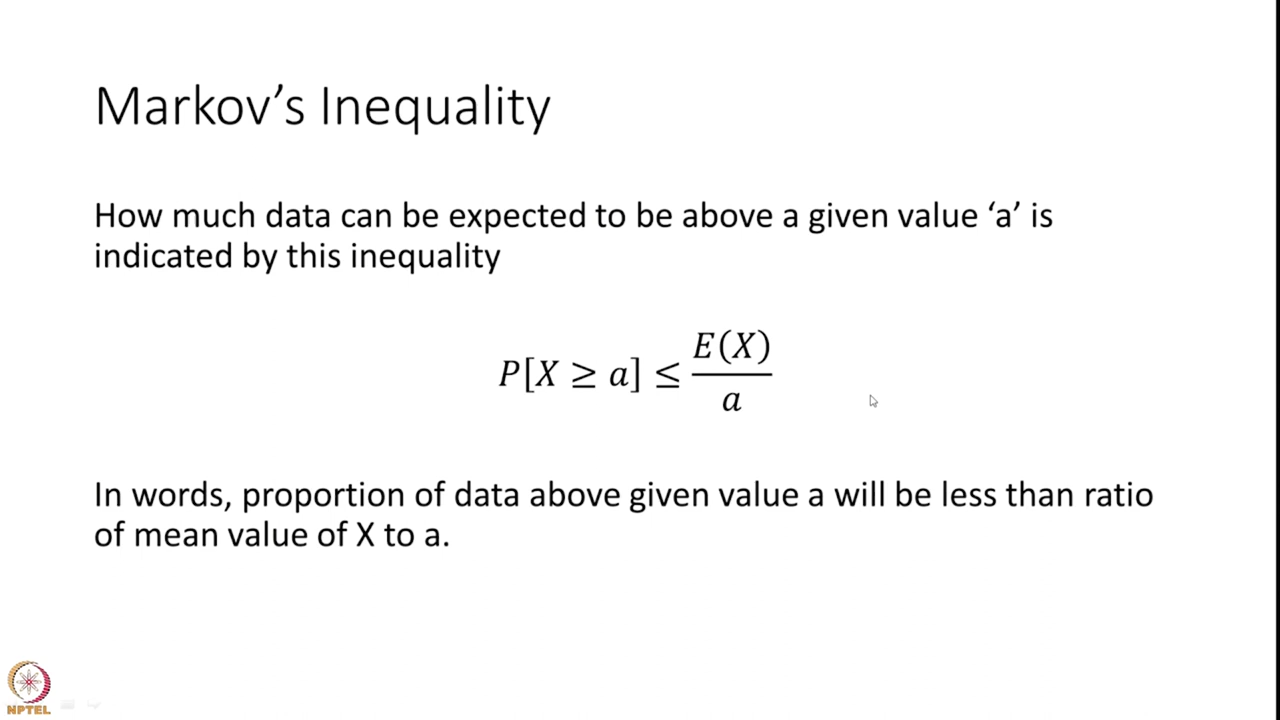 Markov’s Inequality
How much data can be expected to be above a given value ‘a’ is
indicated by this inequality
P[X ≥ a] ≤ E(X)/a
In words, proportion of data above given value a will be less than ratio
of mean value of X to a.
NPTEL